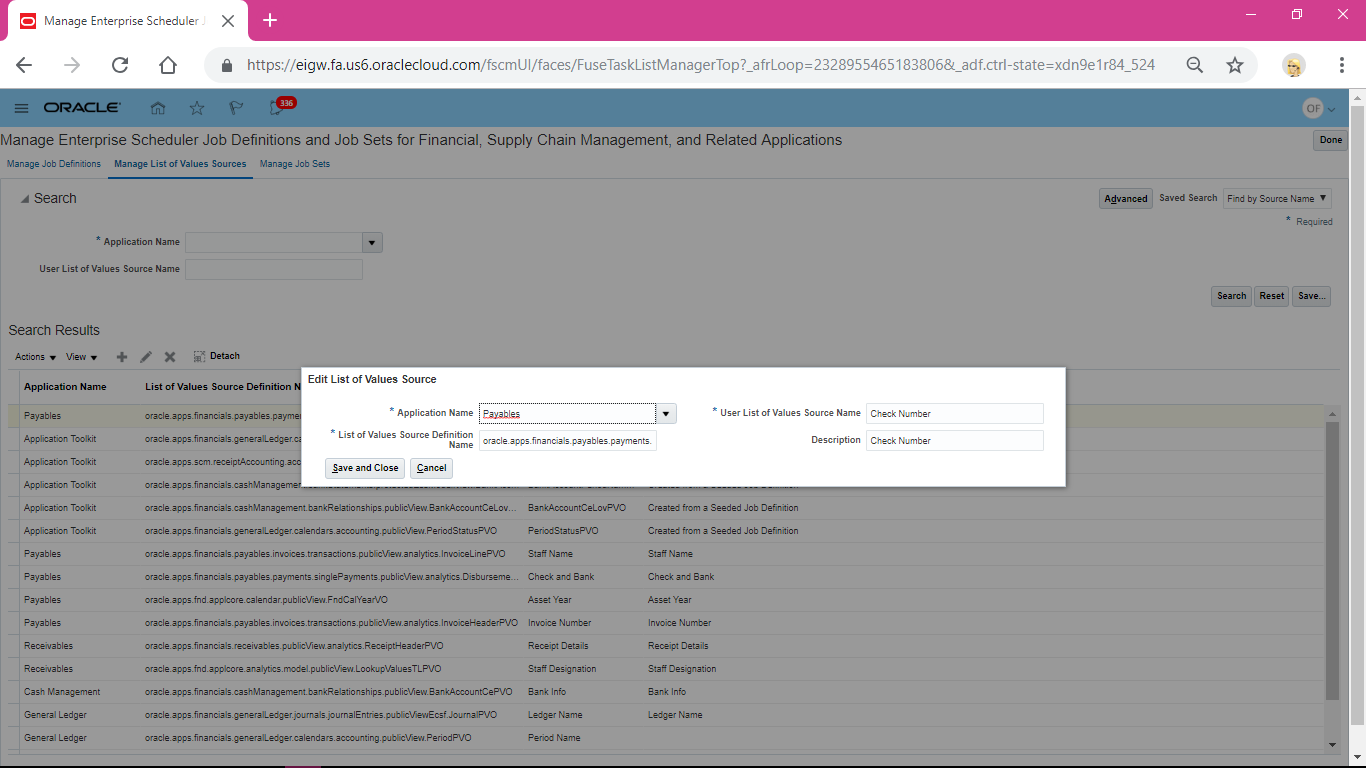 Manage Enterprise Scheduler J
https://eigw.fa.us6.oraclecloud.com/fscmUI/faces/FuseTaskListManagerTop?_afrLoop=2328955465183806&_adf.ctrl-state=xdn9e1r84_524
ORACLE 336 OF
Manage Enterprise Scheduler Job Definitions and Job Sets for Financial, Supply Chain Management, and Related Applications Done
Manage Job Definitions Manage List of Values Sources Manage Job Sets
Search Advanced Saved Search Find by Source Name
* Required
* Application Name
User List of Values Source Name
Search Reset Save...
Search Results
Actions View Detach
Application Name List of Values Source Definition N
Edit List of Values Source
* Application Name Payables * User List of Values Source Name Check Number
* List of Values Source Definition Name oracle.apps.financials.payables.payments. Description Check Number
Save and Close Cancel
Payables oracle.apps.financials.payables.payme
Application Toolkit oracle.apps.financials.generalLedger.ca
Application Toolkit oracle.apps.scm.receiptAccounting.acc
Application Toolkit oracle.apps.financials.cashManagement
Application Toolkit oracle.apps.financials.cashManagement.bankRelationships.publicView.BankAccountCeLov... BankAccountCeLovPVO Created from a Seeded Job Definition
Application Toolkit oracle.apps.financials.generalLedger.calendars.accounting.publicView.PeriodStatusPVO PeriodStatusPVO Created from a Seeded Job Definition
Payables oracle.apps.financials.payables.invoices.transactions.publicView.analytics.InvoiceLinePVO Staff Name Staff Name
Payables oracle.apps.financials.payables.payments.singlePayments.publicView.analytics.Disburseme... Check and Bank Check and Bank
Payables oracle.apps.fnd.applcore.calendar.publicView.FndCalYearVO Asset Year Asset Year
Payables oracle.apps.financials.payables.invoices.transactions.publicView.analytics.InvoiceHeaderPVO Invoice Number Invoice Number
Receivables oracle.apps.financials.receivables.publicView.analytics.ReceiptHeaderPVO Receipt Details Receipt Details
Receivables oracle.apps.fnd.applcore.analytics.model.publicView.LookupValuesTLPVO Staff Designation Staff Designation
Cash Management oracle.apps.financials.cashManagement.bankRelationships.publicView.BankAccountCePVO Bank Info Bank Info
General Ledger oracle.apps.financials.generalLedger.journals.journalEntries.publicViewEcsf.JournalPVO Ledger Name Ledger Name
General Ledger oracle.apps.financials.generalLedger.calendars.accounting.publicView.PeriodPVO Period Name